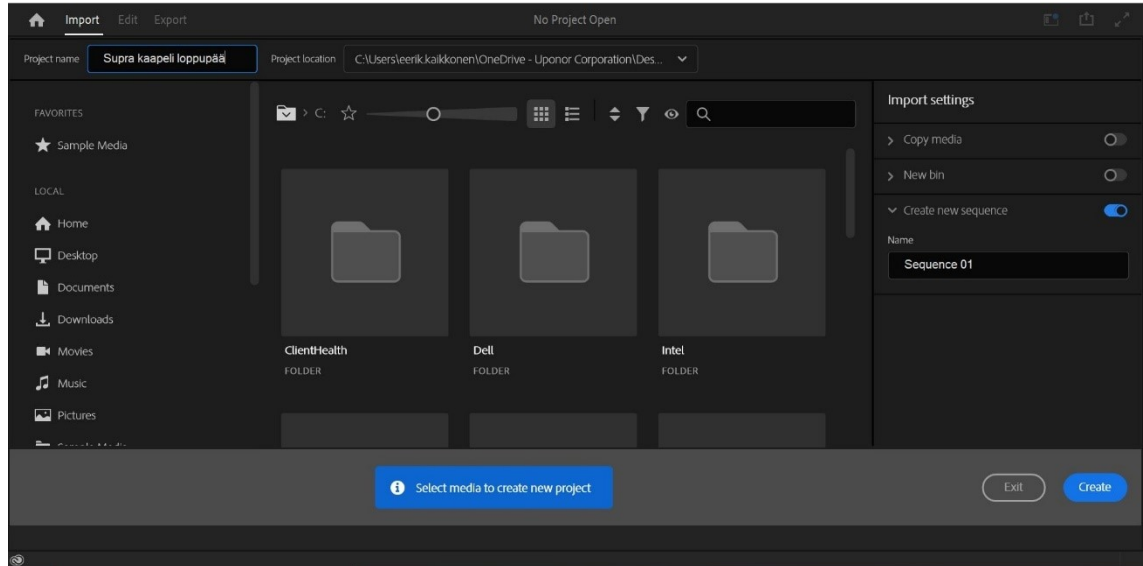 Import Edit Export No Project Open
Project name Supra kaapeli loppupää Project location C:\Users\eerik.kaikkonen\OneDrive - Uponor Corporation\Des...
FAVORITES
Sample Media
LOCAL
Home
Desktop
Documents
Downloads
Movies
Music
Pictures
Sample Media
C:
ClientHealth Dell Intel
FOLDER FOLDER FOLDER
Import settings
Copy media
New bin
Create new sequence
Name
Sequence 01
Select media to create new project
Exit Create